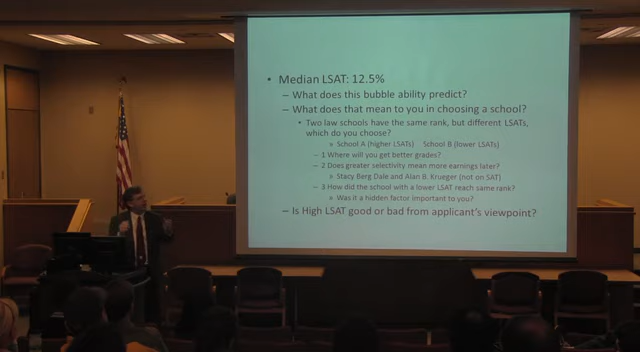 • Median LSAT: 12.5%
– What does this bubble ability predict?
– What does that mean to you in choosing a school?
• Two law schools have the same rank, but different LSATs,
which do you choose?
» School A (higher LSATs) School B (lower LSATs)
– 1 Where will you get better grades?
– 2 Does greater selectivity mean more earnings later?
» Stacy Berg Dale and Alan B. Krueger (not on SAT)
– 3 How did the school with a lower LSAT reach same rank?
» Was it a hidden factor important to you?
– Is High LSAT good or bad from applicant's viewpoint?